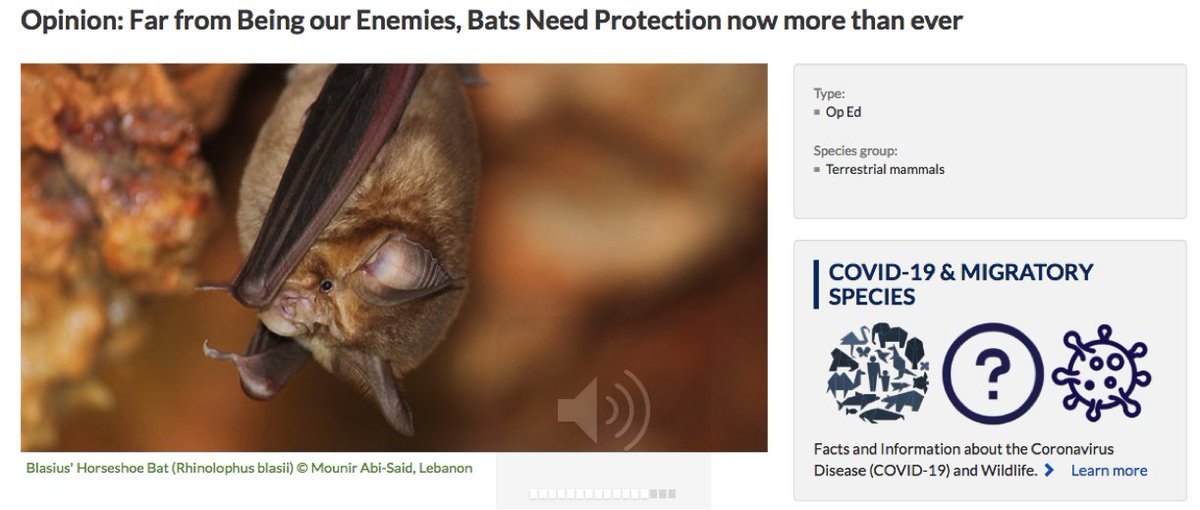 Opinion: Far from Being our Enemies, Bats Need Protection now more than ever
Blasius' Horseshoe Bat (Rhinolophus blasii) © Mounir Abi-Said, Lebanon
Type:
Op Ed
Species group:
Terrestrial mammals
COVID-19 & MIGRATORY
SPECIES
?
Facts and Information about the Coronavirus
Disease (COVID-19) and Wildlife. Learn more